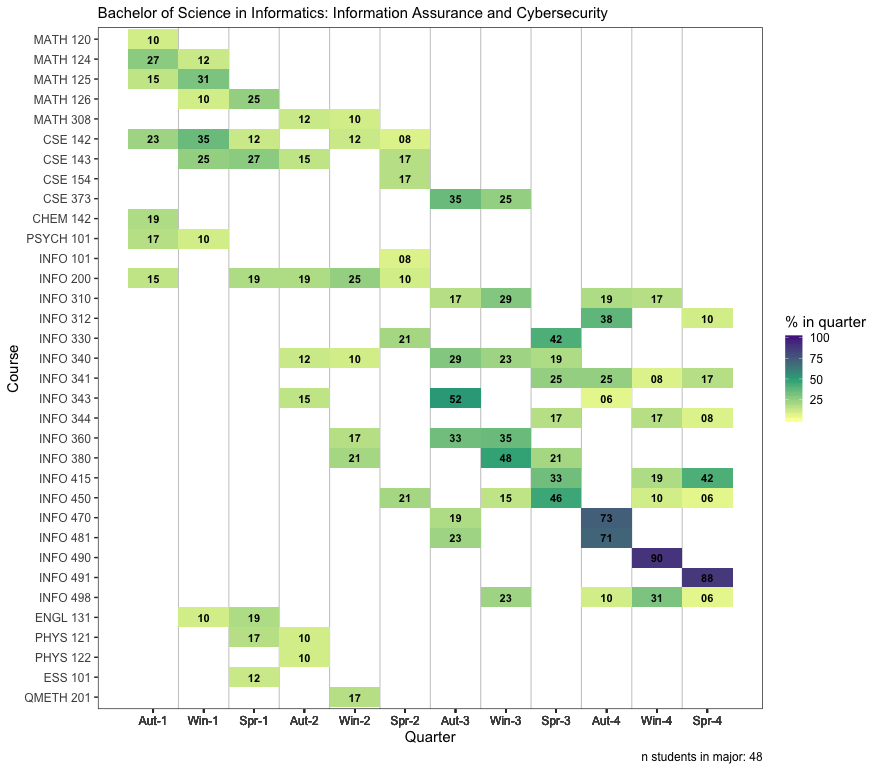 Bachelor of Science in Informatics: Information Assurance and Cybersecurity
MATH 120 10
MATH 124 27 12
MATH 125 15 31
MATH 126 10 25
MATH 308 12 10
CSE 142 23 35 12 12 08
CSE 143 25 27 15 17
CSE 154 17
CSE 373 35 25
CHEM 142 19
PSYCH 101 17 10
INFO 101 08
INFO 200 15 19 19 25 10
INFO 310 17 29 19 17
INFO 312 38 10
INFO 330 21 42
INFO 340 12 10 29 23 19
INFO 341 25 25 08 17
INFO 343 15 52 06
INFO 344 17 17 08
INFO 360 17 33 35
INFO 380 21 48 21
INFO 415 33 19 42
INFO 450 21 15 46 10 06
INFO 470 19 73
INFO 481 23 71
INFO 490 90
INFO 491 88
INFO 498 23 10 31 06
ENGL 131 10 19
PHYS 121 17 10
PHYS 122 10
ESS 101 12
QMETH 201 17
Aut-1 Win-1 Spr-1 Aut-2 Win-2 Spr-2 Aut-3 Win-3 Spr-3 Aut-4 Win-4 Spr-4
Quarter
Course
% in quarter
100
75
50
25
n students in major: 48